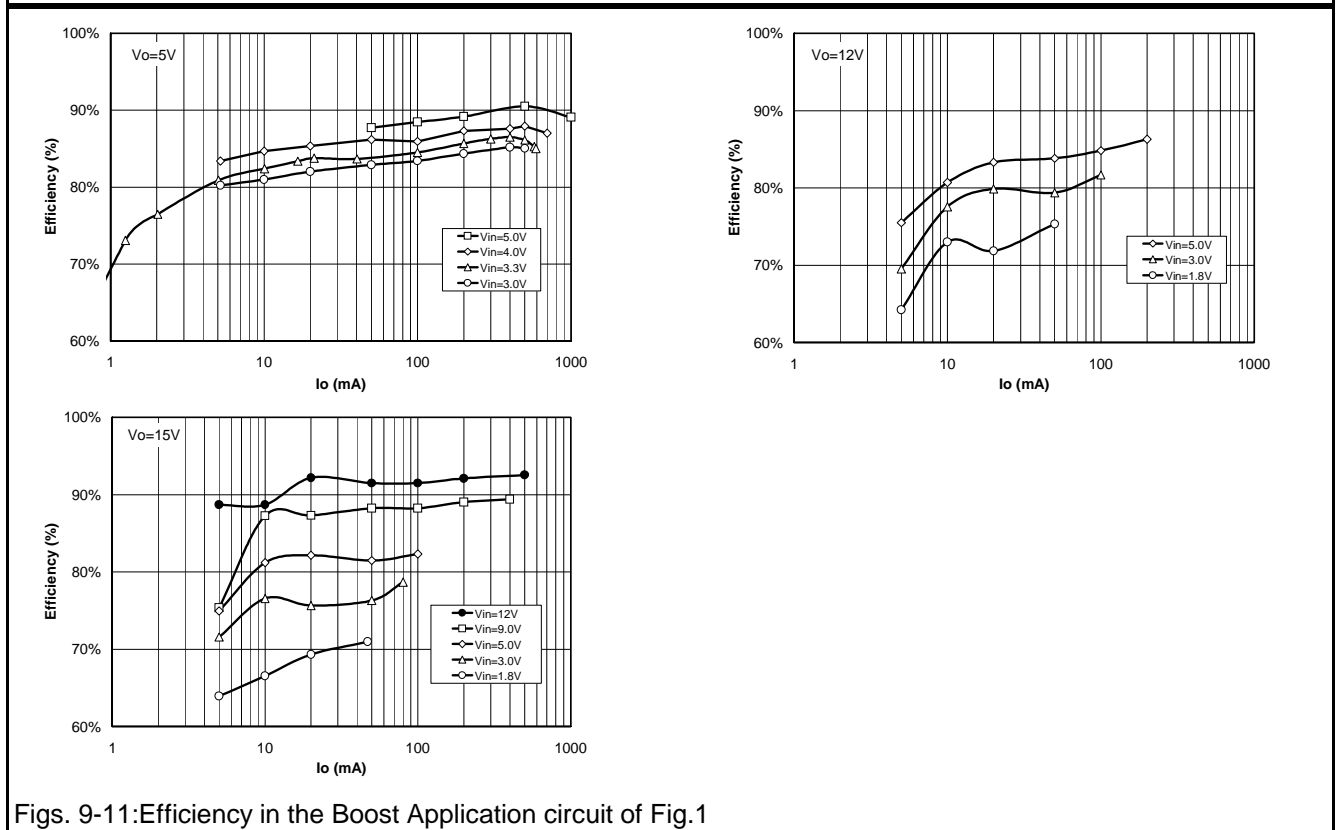 Vo=5V
100%
90%
80%
70%
60%
Efficiency (%)
1
10
100
1000
Io (mA)
Vin=5.0V
Vin=4.0V
Vin=3.3V
Vin=3.0V
Vo=12V
100%
90%
80%
70%
60%
Efficiency (%)
1
10
100
1000
Io (mA)
Vin=5.0V
Vin=3.0V
Vin=1.8V
Vo=15V
100%
90%
80%
70%
60%
Efficiency (%)
1
10
100
1000
Io (mA)
Vin=12V
Vin=9.0V
Vin=5.0V
Vin=3.0V
Vin=1.8V
Figs. 9-11:Efficiency in the Boost Application circuit of Fig.1